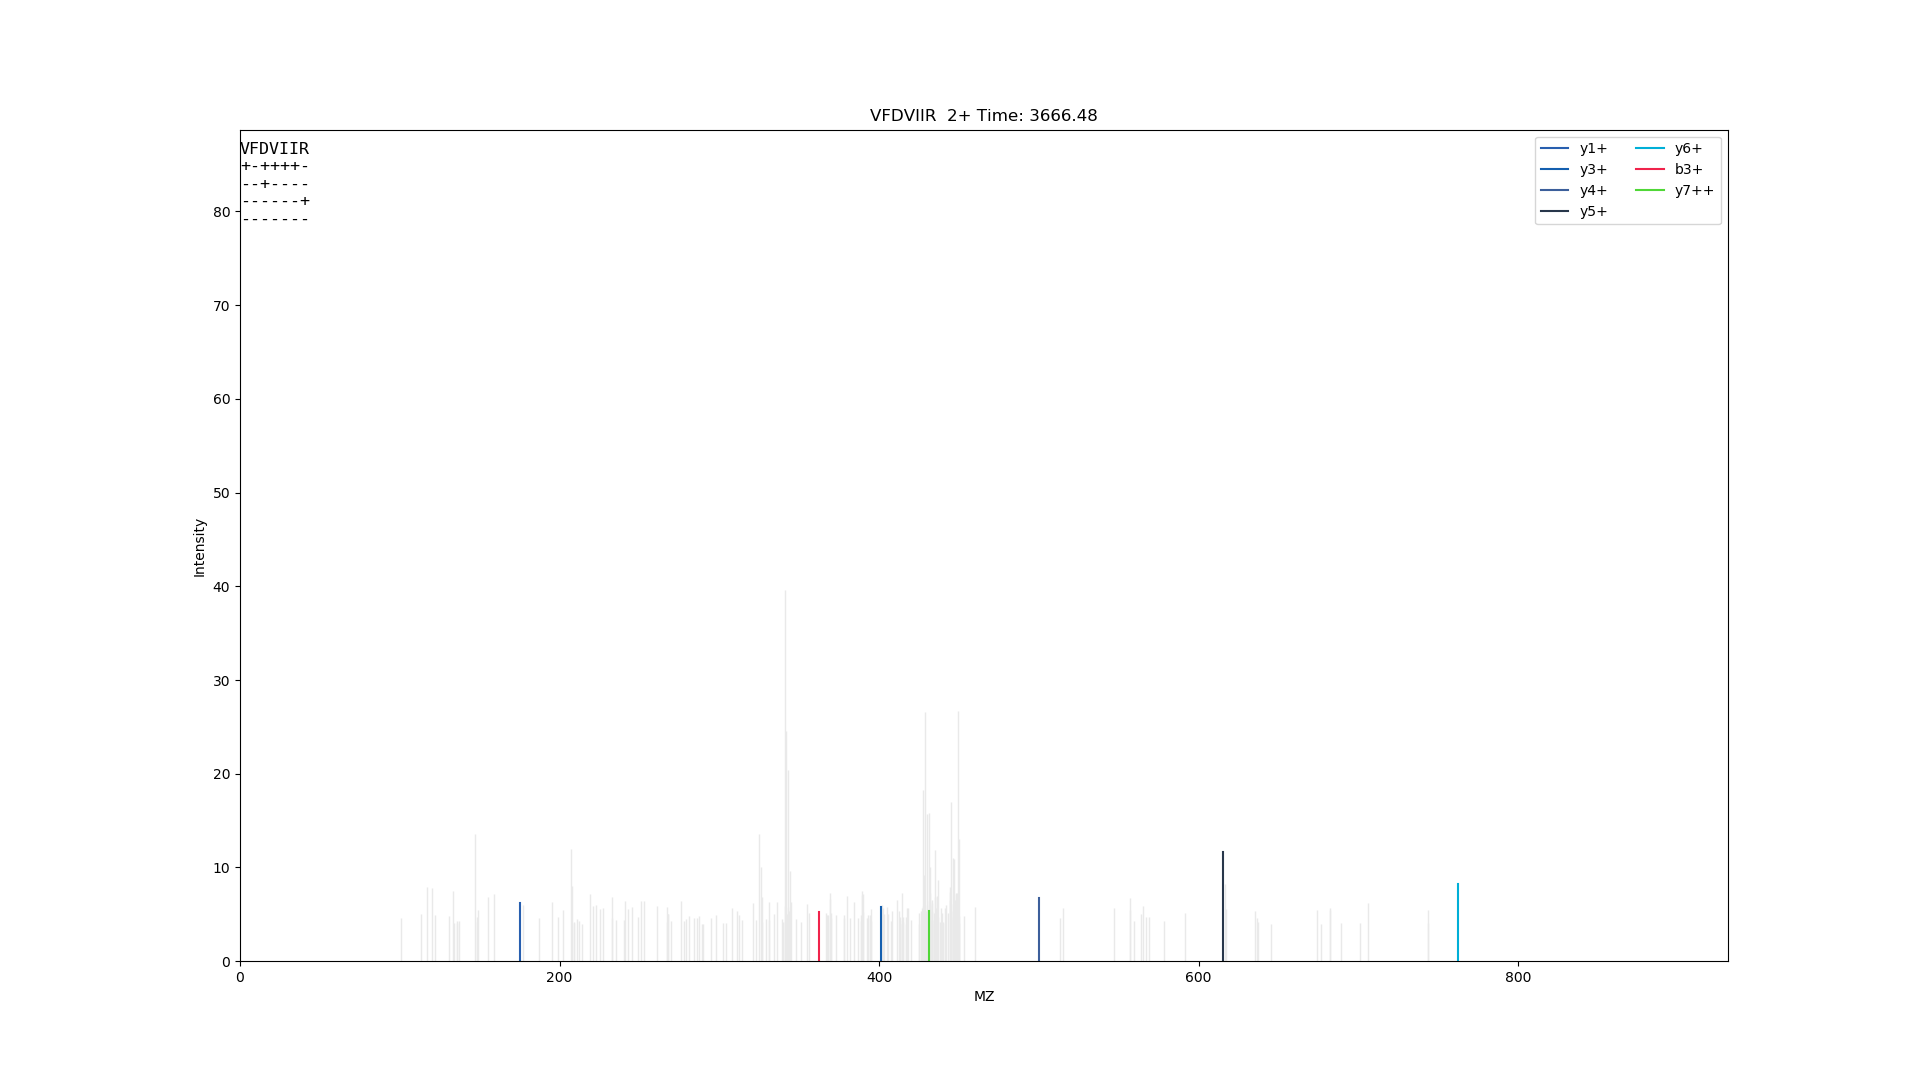 VFDVIIR  2+ Time: 3666.48
VFDVIIR
+-++++-
--+----
------+
-------
y1+
y3+
y4+
y5+
y6+
b3+
y7++
80
70
60
50
40
30
20
10
0
Intensity
0 200 400 600 800
MZ